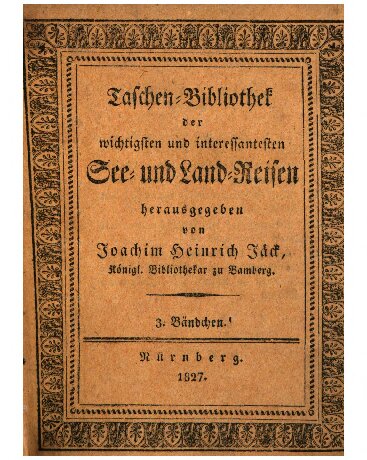 Taschen-Bibliothek
der
wichtigsten und interessantesten
See- und Land-Reisen
herausgegeben
von
Joachim Heinrich Jäck,
Königl. Bibliothekar zu Bamberg.
3. Bändchen.
Nürnberg.
1827.